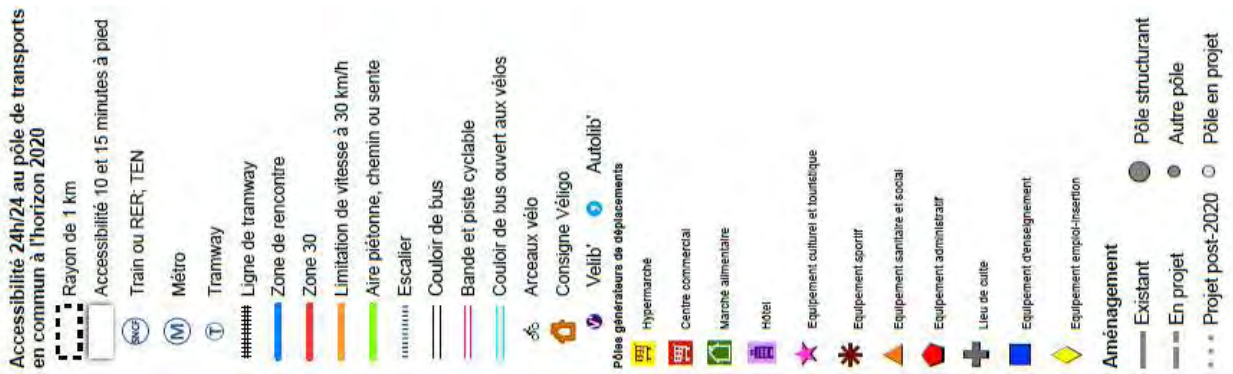 Accessibilité 24h/24 au pôle de transports
en commun à l'horizon 2020
Rayon de 1 km
Accessibilité 10 et 15 minutes à pied
SNCF Train ou RER; TEN
M Métro
T Tramway
Ligne de tramway
Zone de rencontre
Zone 30
Limitation de vitesse à 30 km/h
Aire piétonne, chemin ou sente
Escalier
Couloir de bus
Bande et piste cyclable
Couloir de bus ouvert aux vélos
Arceaux vélo
Consigne Véligo
Velib' Autolib'
Pôles générateurs de déplacements
Hypermarché
Centre commercial
Marché alimentaire
Hôtel
Equipement culturel et touristique
Equipement sportif
Equipement sanitaire et social
Equipement administratif
Lieu de culte
Equipement d'enseignement
Equipement emploi-insertion
Aménagement
Existant Pôle structurant
En projet Autre pôle
Projet post-2020 Pôle en projet